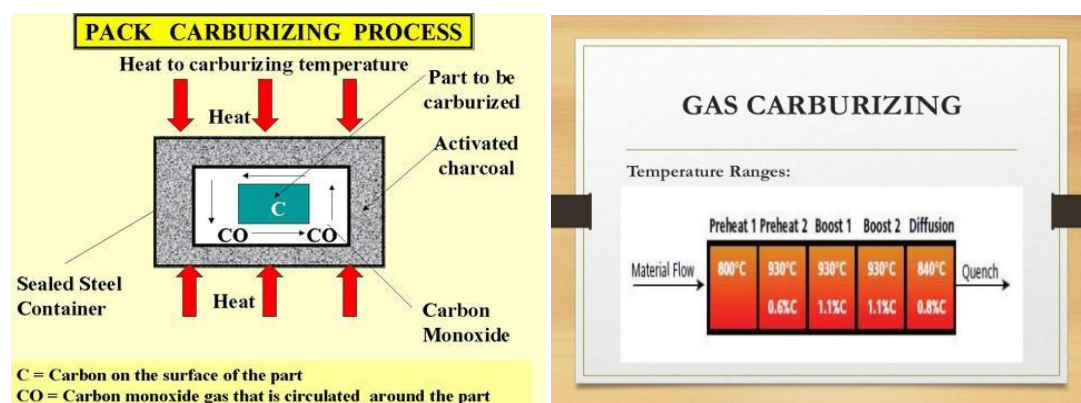 PACK CARBURIZING PROCESS
Heat to carburizing temperature
Part to be
carburized
Heat
Activated
charcoal
C
CO
CO
Sealed Steel
Container
Heat
Carbon
Monoxide
C = Carbon on the surface of the part
CO = Carbon monoxide gas that is circulated around the part
GAS CARBURIZING
Temperature Ranges:
Preheat 1 Preheat 2 Boost 1 Boost 2 Diffusion
Material Flow 800°C 930°C 930°C 930°C 840°C Quench
0.6%C 1.1%C 1.1%C 0.8%C